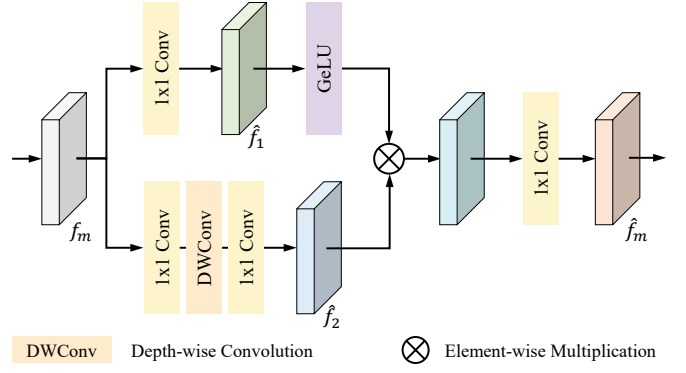 1x1 Conv
GeLU
f̂₁
fₘ
1x1 Conv
DWConv
1x1 Conv
f̂₂
1x1 Conv
f̂ₘ
DWConv Depth-wise Convolution
Element-wise Multiplication